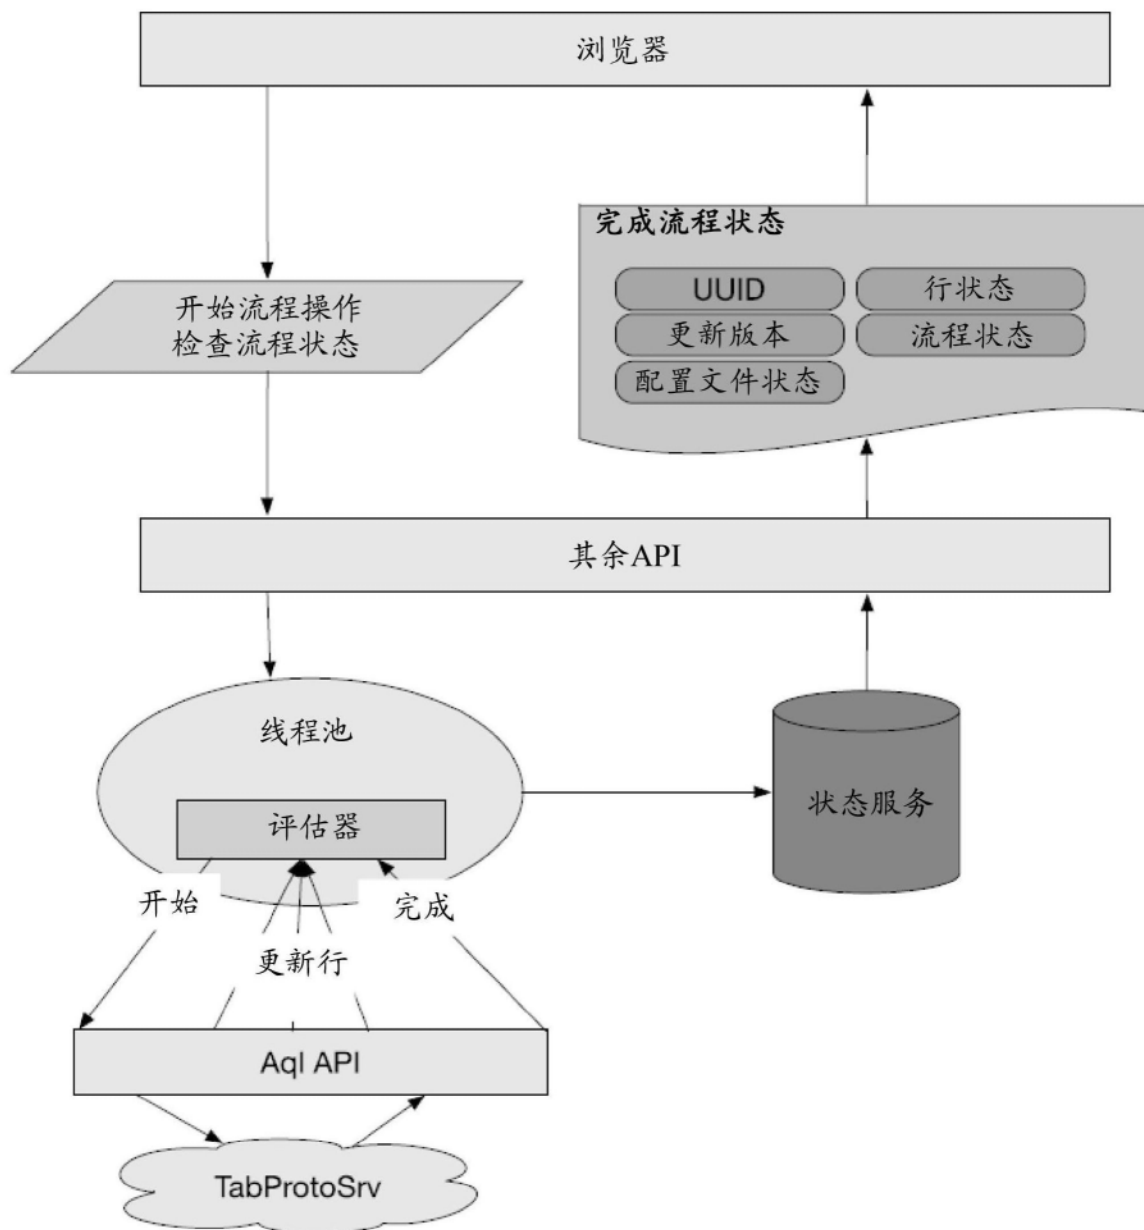 浏览器
完成流程状态
UUID
行状态
更新版本
流程状态
配置文件状态
开始流程操作
检查流程状态
其余API
线程池
评估器
状态服务
开始
完成
更新行
Aql API
TabProtoSrv